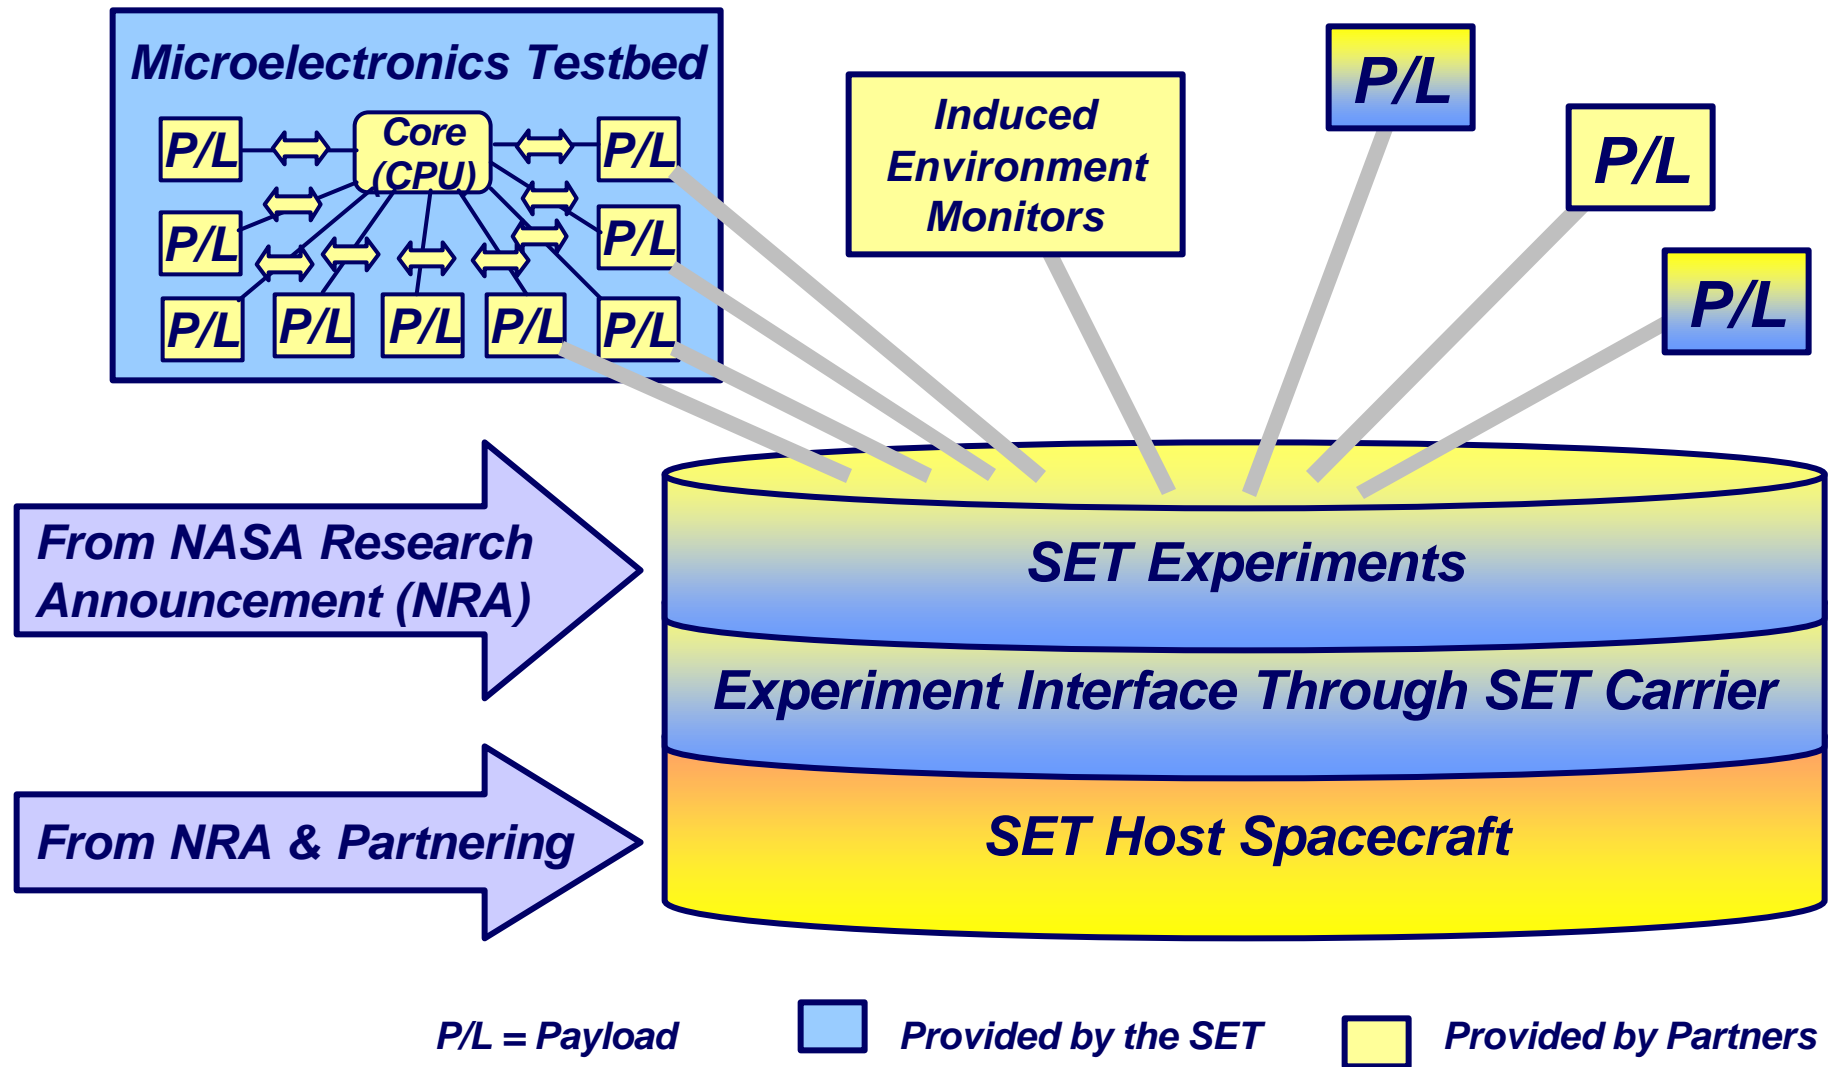 Microelectronics Testbed
P/L
Core
(CPU)
P/L
P/L
P/L
P/L
P/L
P/L
P/L
P/L
Induced
Environment
Monitors
P/L
P/L
P/L
From NASA Research
Announcement (NRA)
SET Experiments
Experiment Interface Through SET Carrier
From NRA & Partnering
SET Host Spacecraft
P/L = Payload
Provided by the SET
Provided by Partners